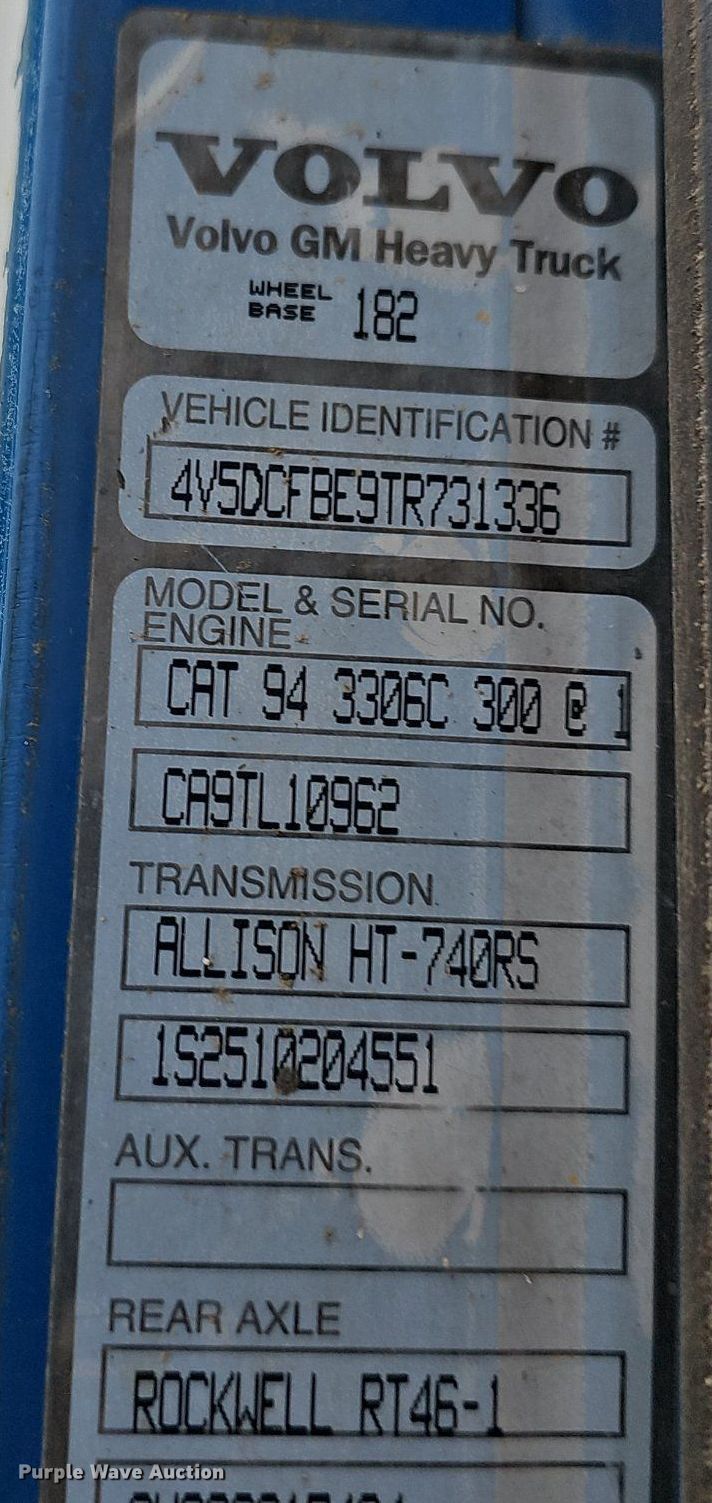 VOLVO
Volvo GM Heavy Truck
WHEEL
BASE 182
VEHICLE IDENTIFICATION #
4V5DCFBE9TR731336
MODEL & SERIAL NO.
ENGINE
CAT 94 3306C 300 @ 1
CA9TL10962
TRANSMISSION
ALLISON HT-740RS
1S2510204551
AUX. TRANS.
REAR AXLE
ROCKWELL RT46-1
Purple Wave Auction